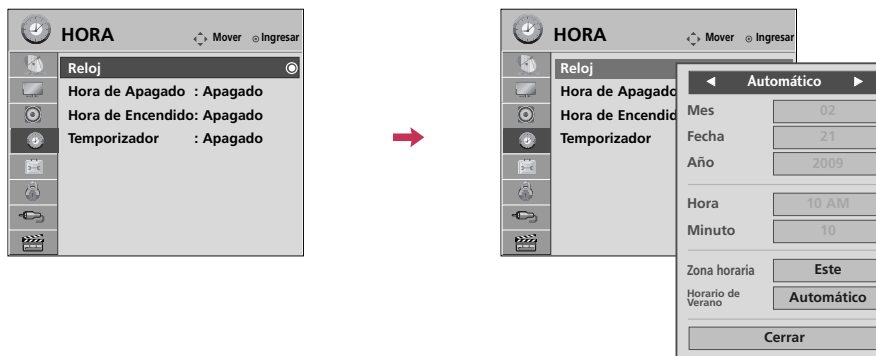 HORA Mover Ingresar
Reloj
Hora de Apagado : Apagado
Hora de Encendido: Apagado
Temporizador : Apagado
HORA Mover Ingresar
Reloj
Hora de Apagado
Hora de Encendid
Temporizador
Automático
Mes 02
Fecha 21
Año 2009
Hora 10 AM
Minuto 10
Zona horaria Este
Horario de
Verano Automático
Cerrar